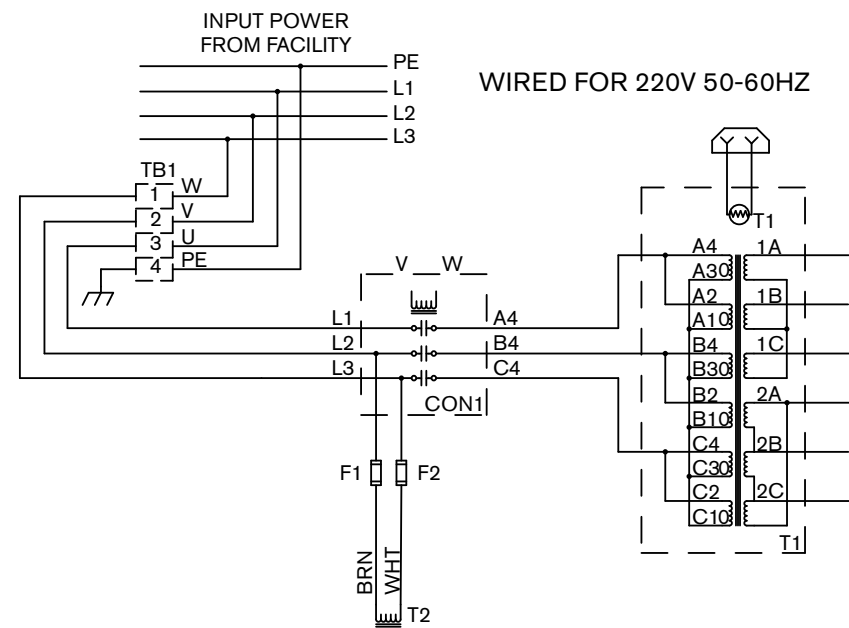 INPUT POWER
FROM FACILITY
PE
L1
L2
L3
WIRED FOR 220V 50-60HZ
TB1
1 W
2 V
3 U
4 PE
V W
L1 A4
L2 B4
L3 C4
CON1
F1 F2
BRN
WHT
T2
T1
A4 1A
A30
A2 1B
A10
B4 1C
B30
B2 2A
B10
C4 2B
C30
C2 2C
C10
T1